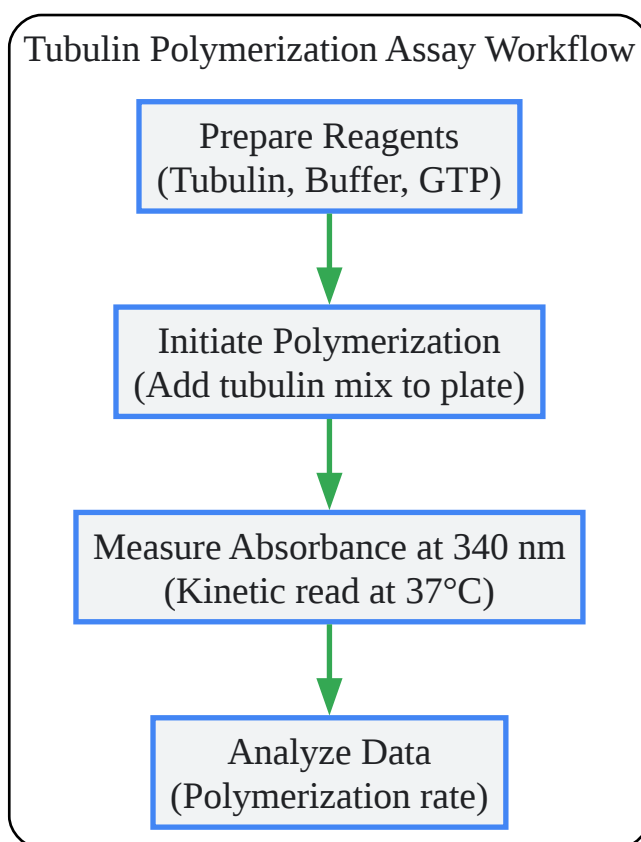 Tubulin Polymerization Assay Workflow
Prepare Reagents
(Tubulin, Buffer, GTP)
Initiate Polymerization
(Add tubulin mix to plate)
Measure Absorbance at 340 nm
(Kinetic read at 37°C)
Analyze Data
(Polymerization rate)